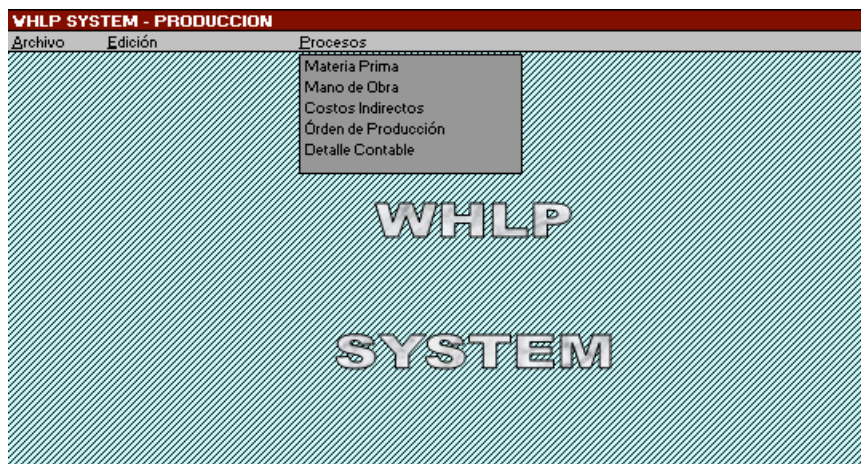 WHLP SYSTEM - PRODUCCION
Archivo Edición Procesos
Materia Prima
Mano de Obra
Costos Indirectos
Órden de Producción
Detalle Contable
WHLP
SYSTEM